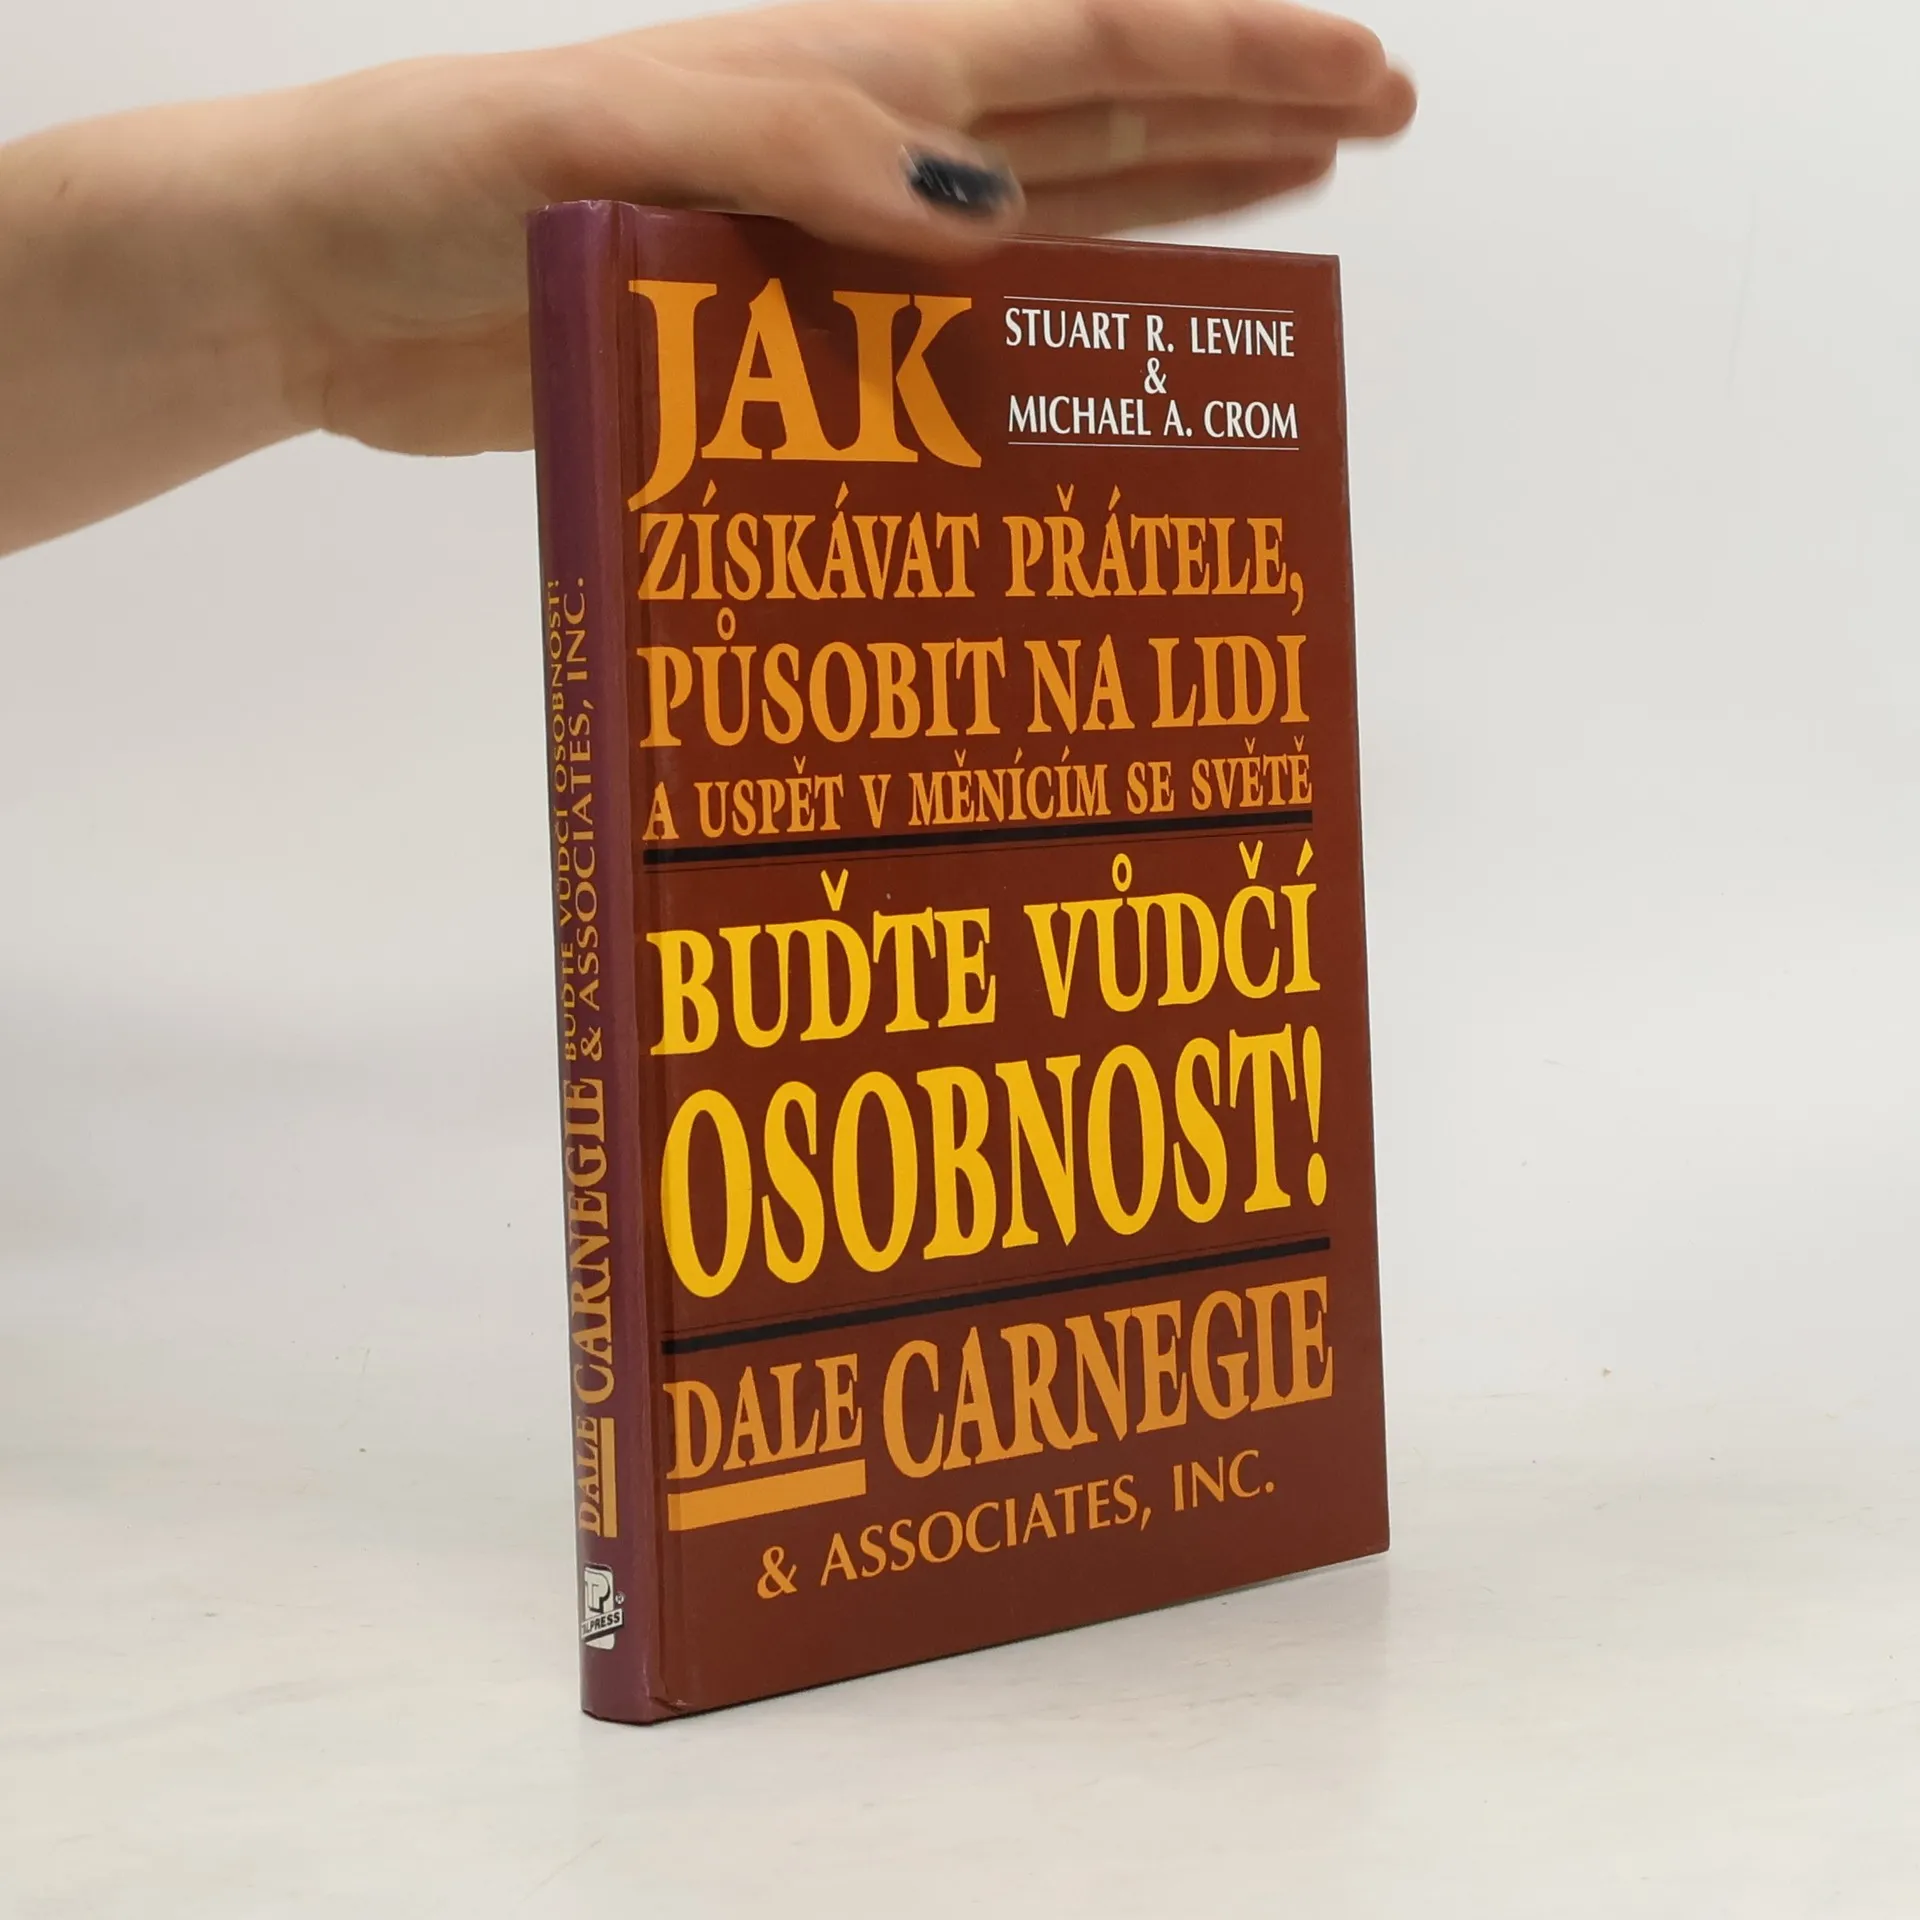 JAK
STUART R. LEVINE
&
MICHAEL A. CROM
ZÍSKÁVAT PŘÁTELE,
PŮSOBIT NA LIDI
A USPĚT V MĚNÍCÍM SE SVĚTĚ
BUĎTE VŮDČÍ
OSOBNOST!
DALE CARNEGIE
& ASSOCIATES, INC.
DALE CARNEGIE BUĎTE VŮDČÍ OSOBNOST!
& ASSOCIATES, INC.
TP